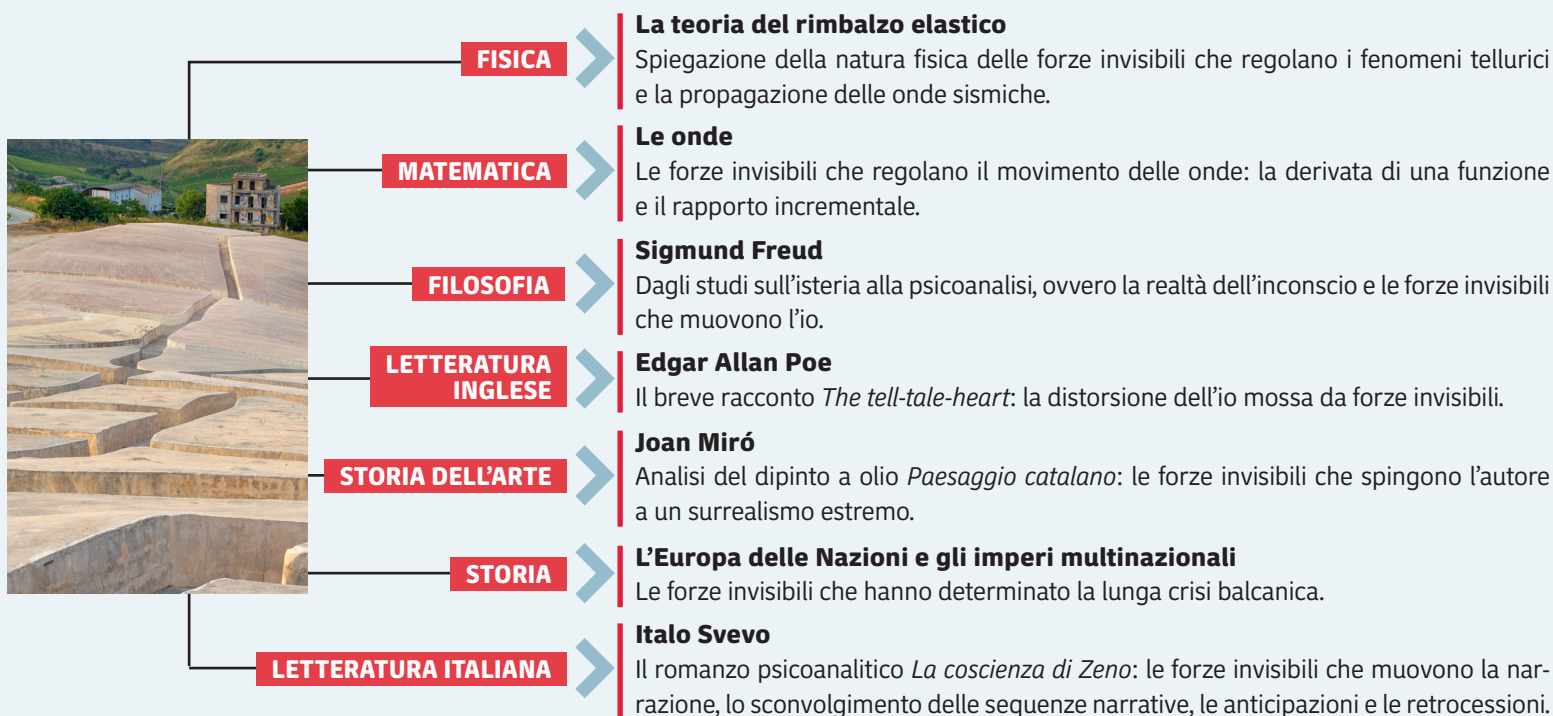 FISICA
La teoria del rimbalzo elastico
Spiegazione della natura fisica delle forze invisibili che regolano i fenomeni tellurici
e la propagazione delle onde sismiche.
MATEMATICA
Le onde
Le forze invisibili che regolano il movimento delle onde: la derivata di una funzione
e il rapporto incrementale.
FILOSOFIA
Sigmund Freud
Dagli studi sull’isteria alla psicoanalisi, ovvero la realtà dell’inconscio e le forze invisibili
che muovono l’io.
LETTERATURA
INGLESE
Edgar Allan Poe
Il breve racconto The tell-tale-heart: la distorsione dell’io mossa da forze invisibili.
STORIA DELL’ARTE
Joan Miró
Analisi del dipinto a olio Paesaggio catalano: le forze invisibili che spingono l’autore
a un surrealismo estremo.
STORIA
L’Europa delle Nazioni e gli imperi multinazionali
Le forze invisibili che hanno determinato la lunga crisi balcanica.
LETTERATURA ITALIANA
Italo Svevo
Il romanzo psicoanalitico La coscienza di Zeno: le forze invisibili che muovono la nar-
razione, lo sconvolgimento delle sequenze narrative, le anticipazioni e le retrocessioni.